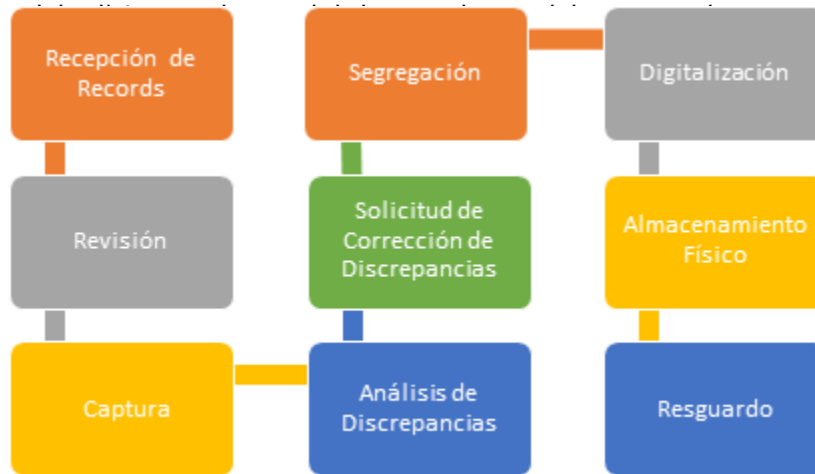 Recepción de
Records
Revisión
Captura
Análisis de
Discrepancias
Solicitud de
Corrección de
Discrepancias
Segregación
Digitalización
Almacenamiento
Físico
Resguardo